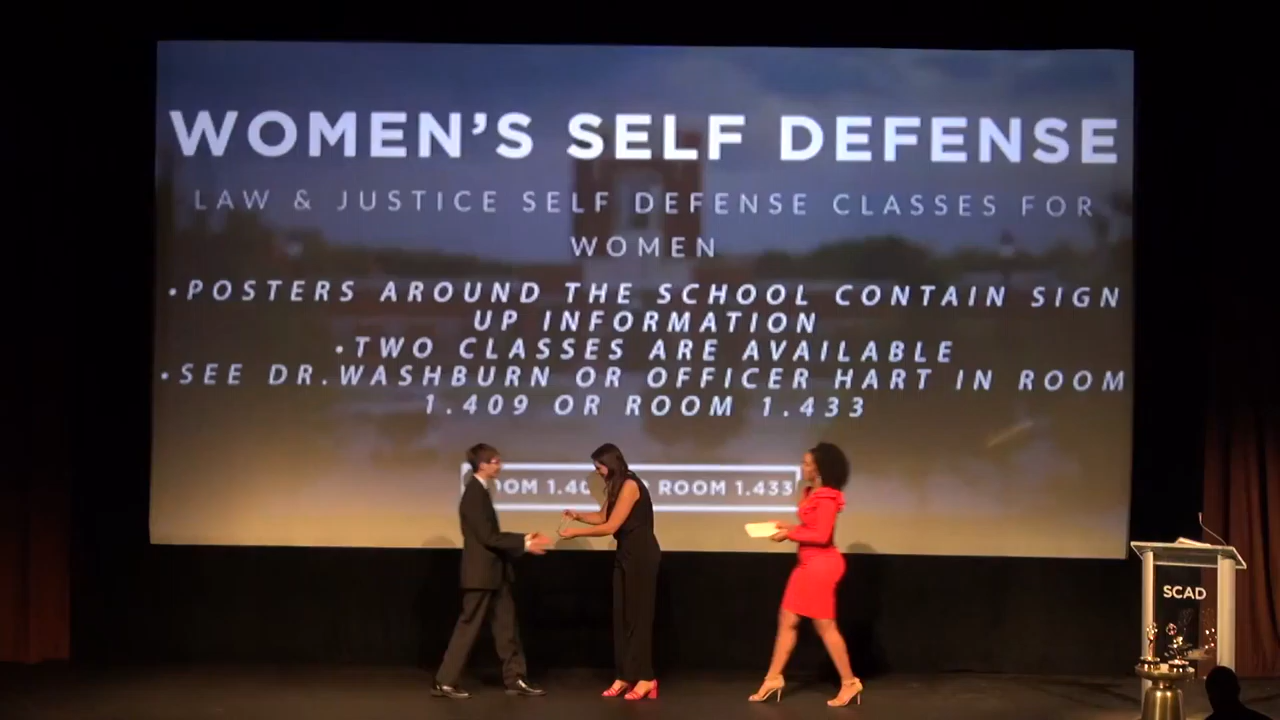 WOMEN'S SELF DEFENSE
LAW & JUSTICE SELF DEFENSE CLASSES FOR
WOMEN
•POSTERS AROUND THE SCHOOL CONTAIN SIGN
UP INFORMATION
•TWO CLASSES ARE AVAILABLE
•SEE DR.WASHBURN OR OFFICER HART IN ROOM
1.409 OR ROOM 1.433
ROOM 1.433
SCAD